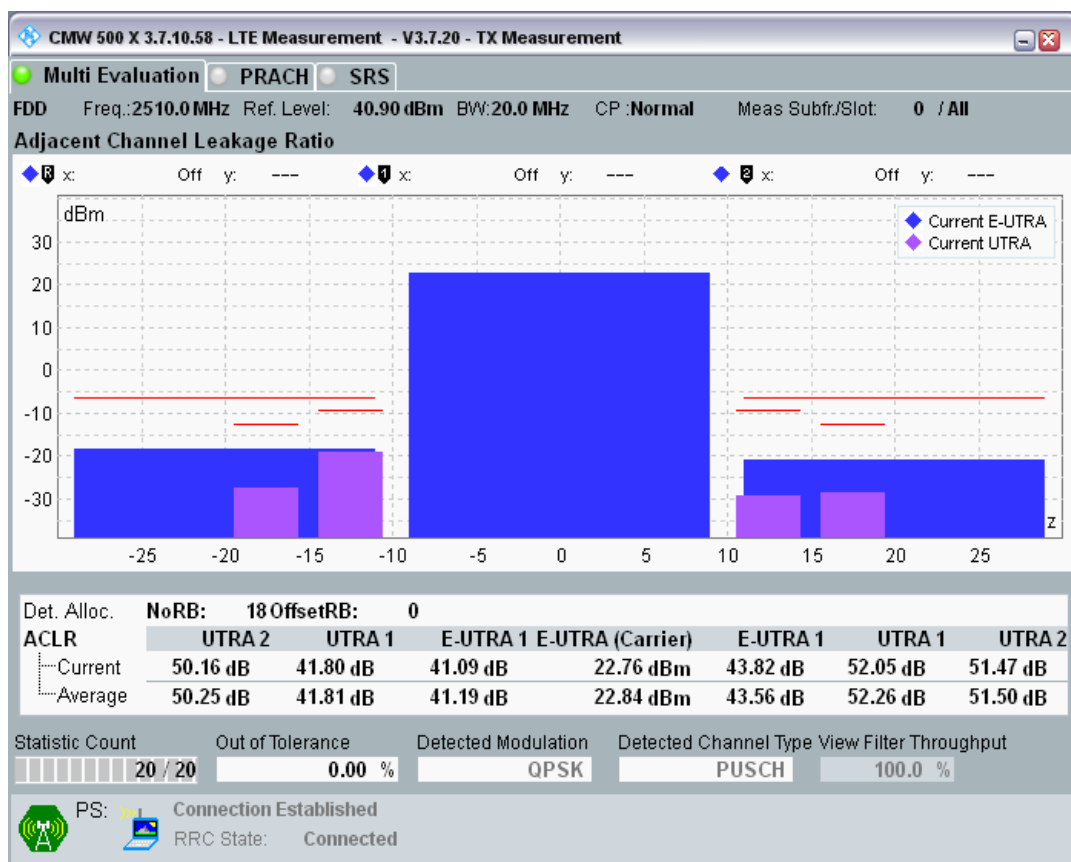 CMW 500 X 3.7.10.58 - LTE Measurement - V3.7.20 - TX Measurement
Multi Evaluation PRACH SRS
FDD Freq.:2510.0 MHz Ref. Level: 40.90 dBm BW:20.0 MHz CP :Normal Meas Subfr./Slot: 0 / All
Adjacent Channel Leakage Ratio
R x: Off y: --- 1 x: Off y: --- 2 x: Off y: ---
dBm
Current E-UTRA
Current UTRA
30
20
10
0
-10
-20
-30
z
-25 -20 -15 -10 -5 0 5 10 15 20 25
Det. Alloc. NoRB: 18 OffsetRB: 0
ACLR UTRA 2 UTRA 1 E-UTRA 1 E-UTRA (Carrier) E-UTRA 1 UTRA 1 UTRA 2
Current 50.16 dB 41.80 dB 41.09 dB 22.76 dBm 43.82 dB 52.05 dB 51.47 dB
Average 50.25 dB 41.81 dB 41.19 dB 22.84 dBm 43.56 dB 52.26 dB 51.50 dB
Statistic Count Out of Tolerance Detected Modulation Detected Channel Type View Filter Throughput
20 / 20 0.00 % QPSK PUSCH 100.0 %
PS: Connection Established
RRC State: Connected